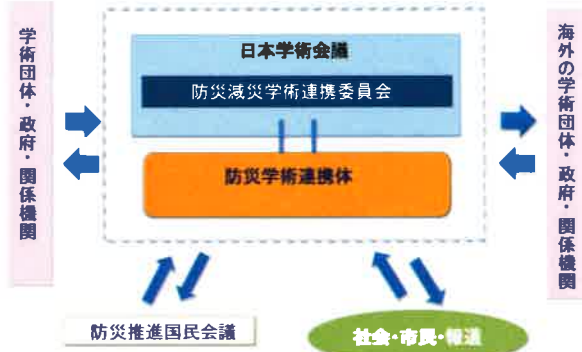 学術団体・政府・関係機関
日本学術会議
防災減災学術連携委員会
防災学術連携体
海外の学術団体・政府・関係機関
防災推進国民会議
社会・市民・報道